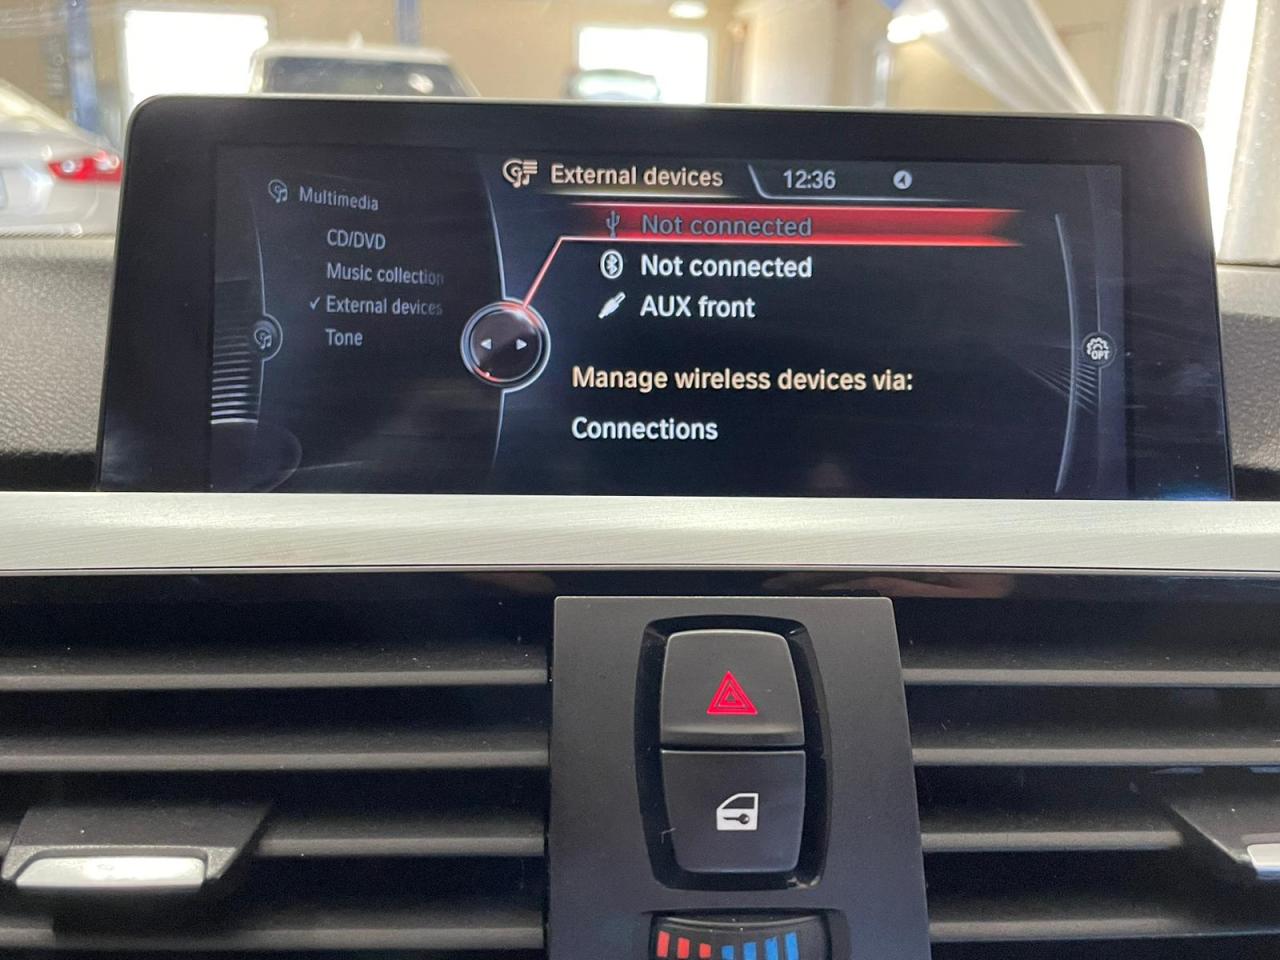 Multimedia
CD/DVD
Music collection
✓ External devices
Tone
External devices
12:36
Not connected
Not connected
AUX front
Manage wireless devices via:
Connections
OPT